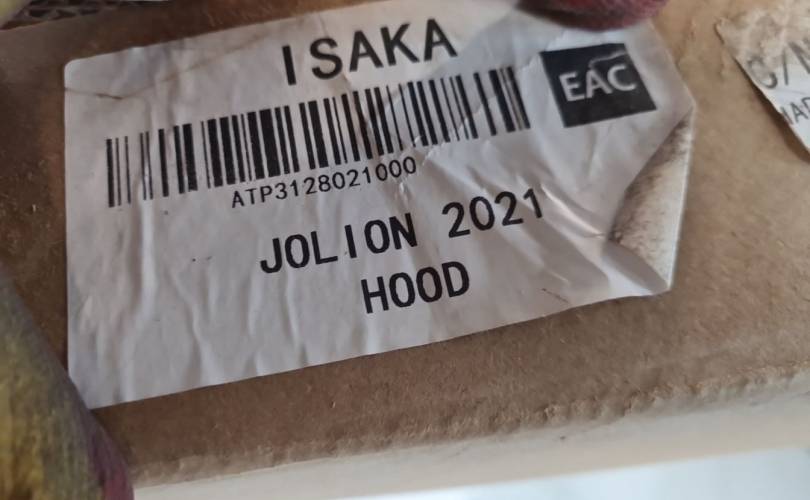 ISAKA
EAC
ATP3128021000
JOLION 2021
HOOD